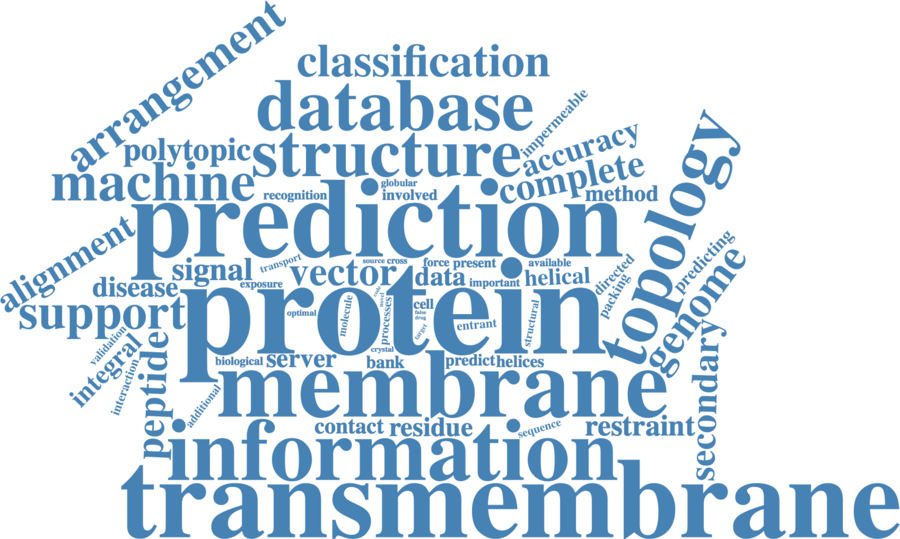 arrangement
classification
database
impermeable
polytopic
structure
accuracy
machine
recognition
globular
involved
complete
method
topology
prediction
alignment
signal
transport
source
cross
force
present
available
directed
predicting
disease
exposure
vector
data
important
helical
packing
genome
support
protein
optimal
molecule
novel
processes
cell
false
drug
target
entrant
structural
crystal
validation
integral
interaction
peptide
biological
server
bank
predict
helices
secondary
additional
membrane
contact
residue
sequence
restraint
information
transmembrane